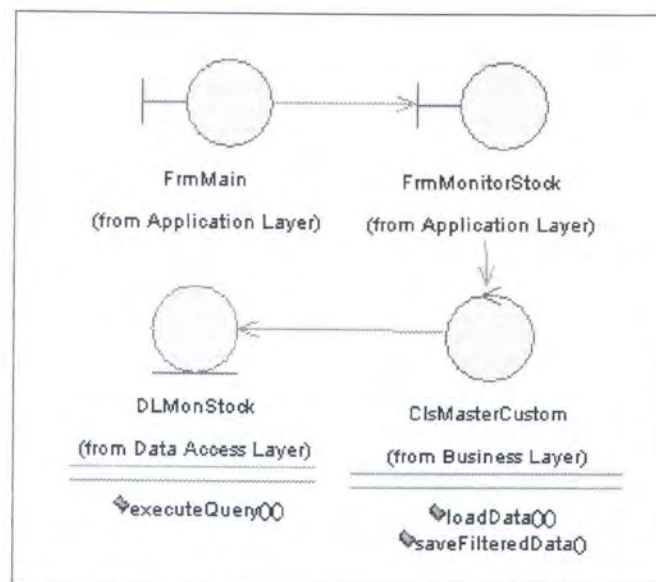 FrmMain
(from Application Layer)
FrmMonitorStock
(from Application Layer)
DLMonStock
(from Data Access Layer)
executeQuery()()
ClsMasterCustom
(from Business Layer)
loadData()()
saveFilteredData()